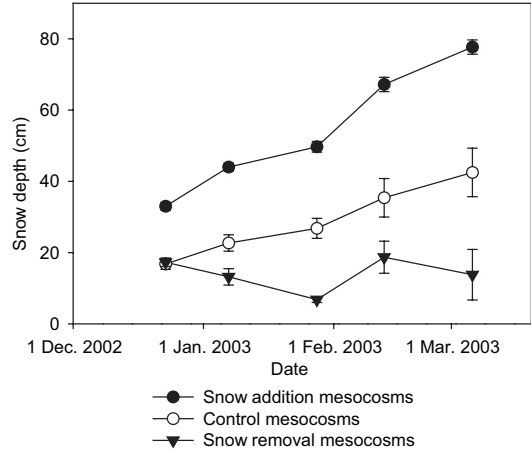 80
60
40
20
0
Snow depth (cm)
1 Dec. 2002 1 Jan. 2003 1 Feb. 2003 1 Mar. 2003
Date
Snow addition mesocosms
Control mesocosms
Snow removal mesocosms